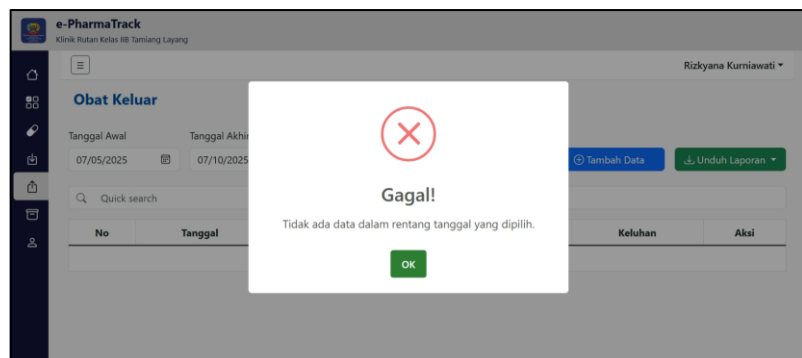 e-PharmaTrack
Klinik Rutan Kelas IIB Tamiang Layang
Rizkyana Kurniawati
Obat Keluar
Tanggal Awal Tanggal Akhir
07/05/2025 07/10/2025 Tambah Data Unduh Laporan
Quick search
No Tanggal Keluhan Aksi
Gagal!
Tidak ada data dalam rentang tanggal yang dipilih.
OK